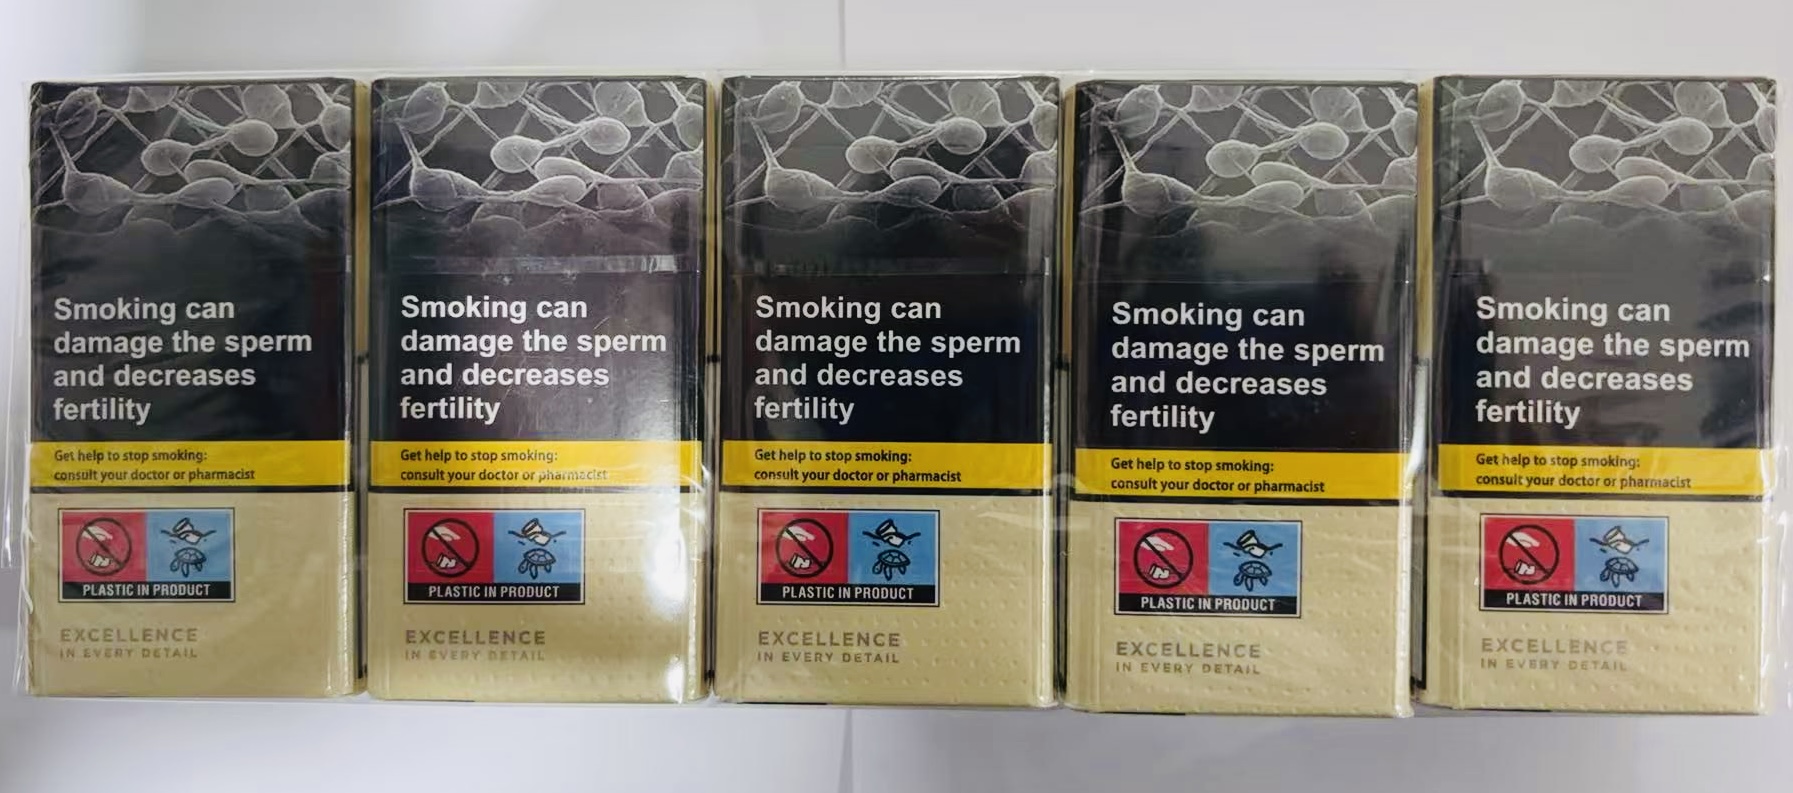 Smoking can
damage the sperm
and decreases
fertility
Get help to stop smoking:
consult your doctor or pharmacist
PLASTIC IN PRODUCT
EXCELLENCE
IN EVERY DETAIL
Smoking can
damage the sperm
and decreases
fertility
Get help to stop smoking:
consult your doctor or pharmacist
PLASTIC IN PRODUCT
EXCELLENCE
IN EVERY DETAIL
Smoking can
damage the sperm
and decreases
fertility
Get help to stop smoking:
consult your doctor or pharmacist
PLASTIC IN PRODUCT
EXCELLENCE
IN EVERY DETAIL
Smoking can
damage the sperm
and decreases
fertility
Get help to stop smoking:
consult your doctor or pharmacist
PLASTIC IN PRODUCT
EXCELLENCE
IN EVERY DETAIL
Smoking can
damage the sperm
and decreases
fertility
Get help to stop smoking:
consult your doctor or pharmacist
PLASTIC IN PRODUCT
EXCELLENCE
IN EVERY DETAIL